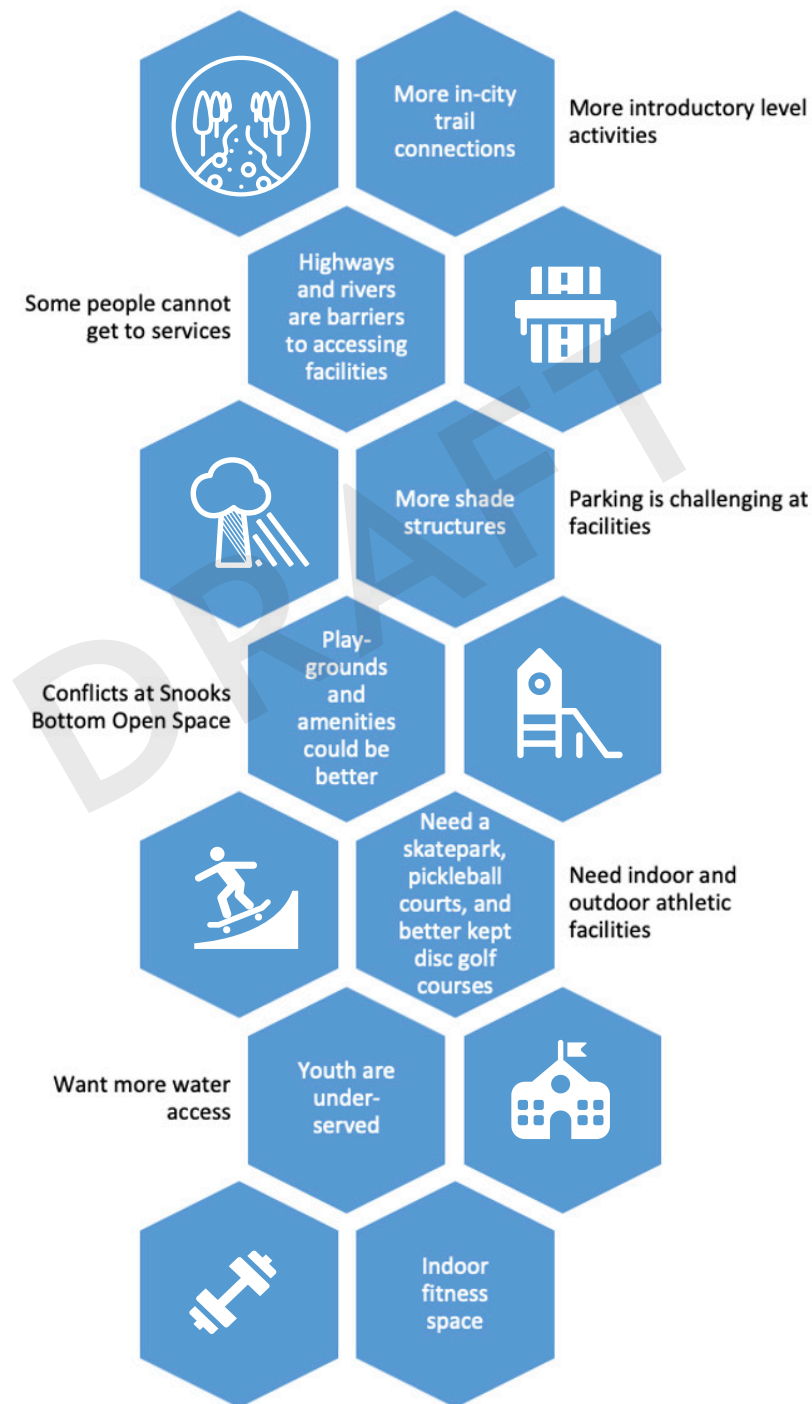 More in-city
trail
connections
More introductory level
activities
Some people cannot
get to services
Highways
and rivers
are barriers
to accessing
facilities
More shade
structures
Parking is challenging at
facilities
Conflicts at Snooks
Bottom Open Space
Play-
grounds
and
amenities
could be
better
Need a
skatepark,
pickleball
courts, and
better kept
disc golf
courses
Need indoor and
outdoor athletic
facilities
Want more water
access
Youth are
under-
served
Indoor
fitness
space
DRAFT